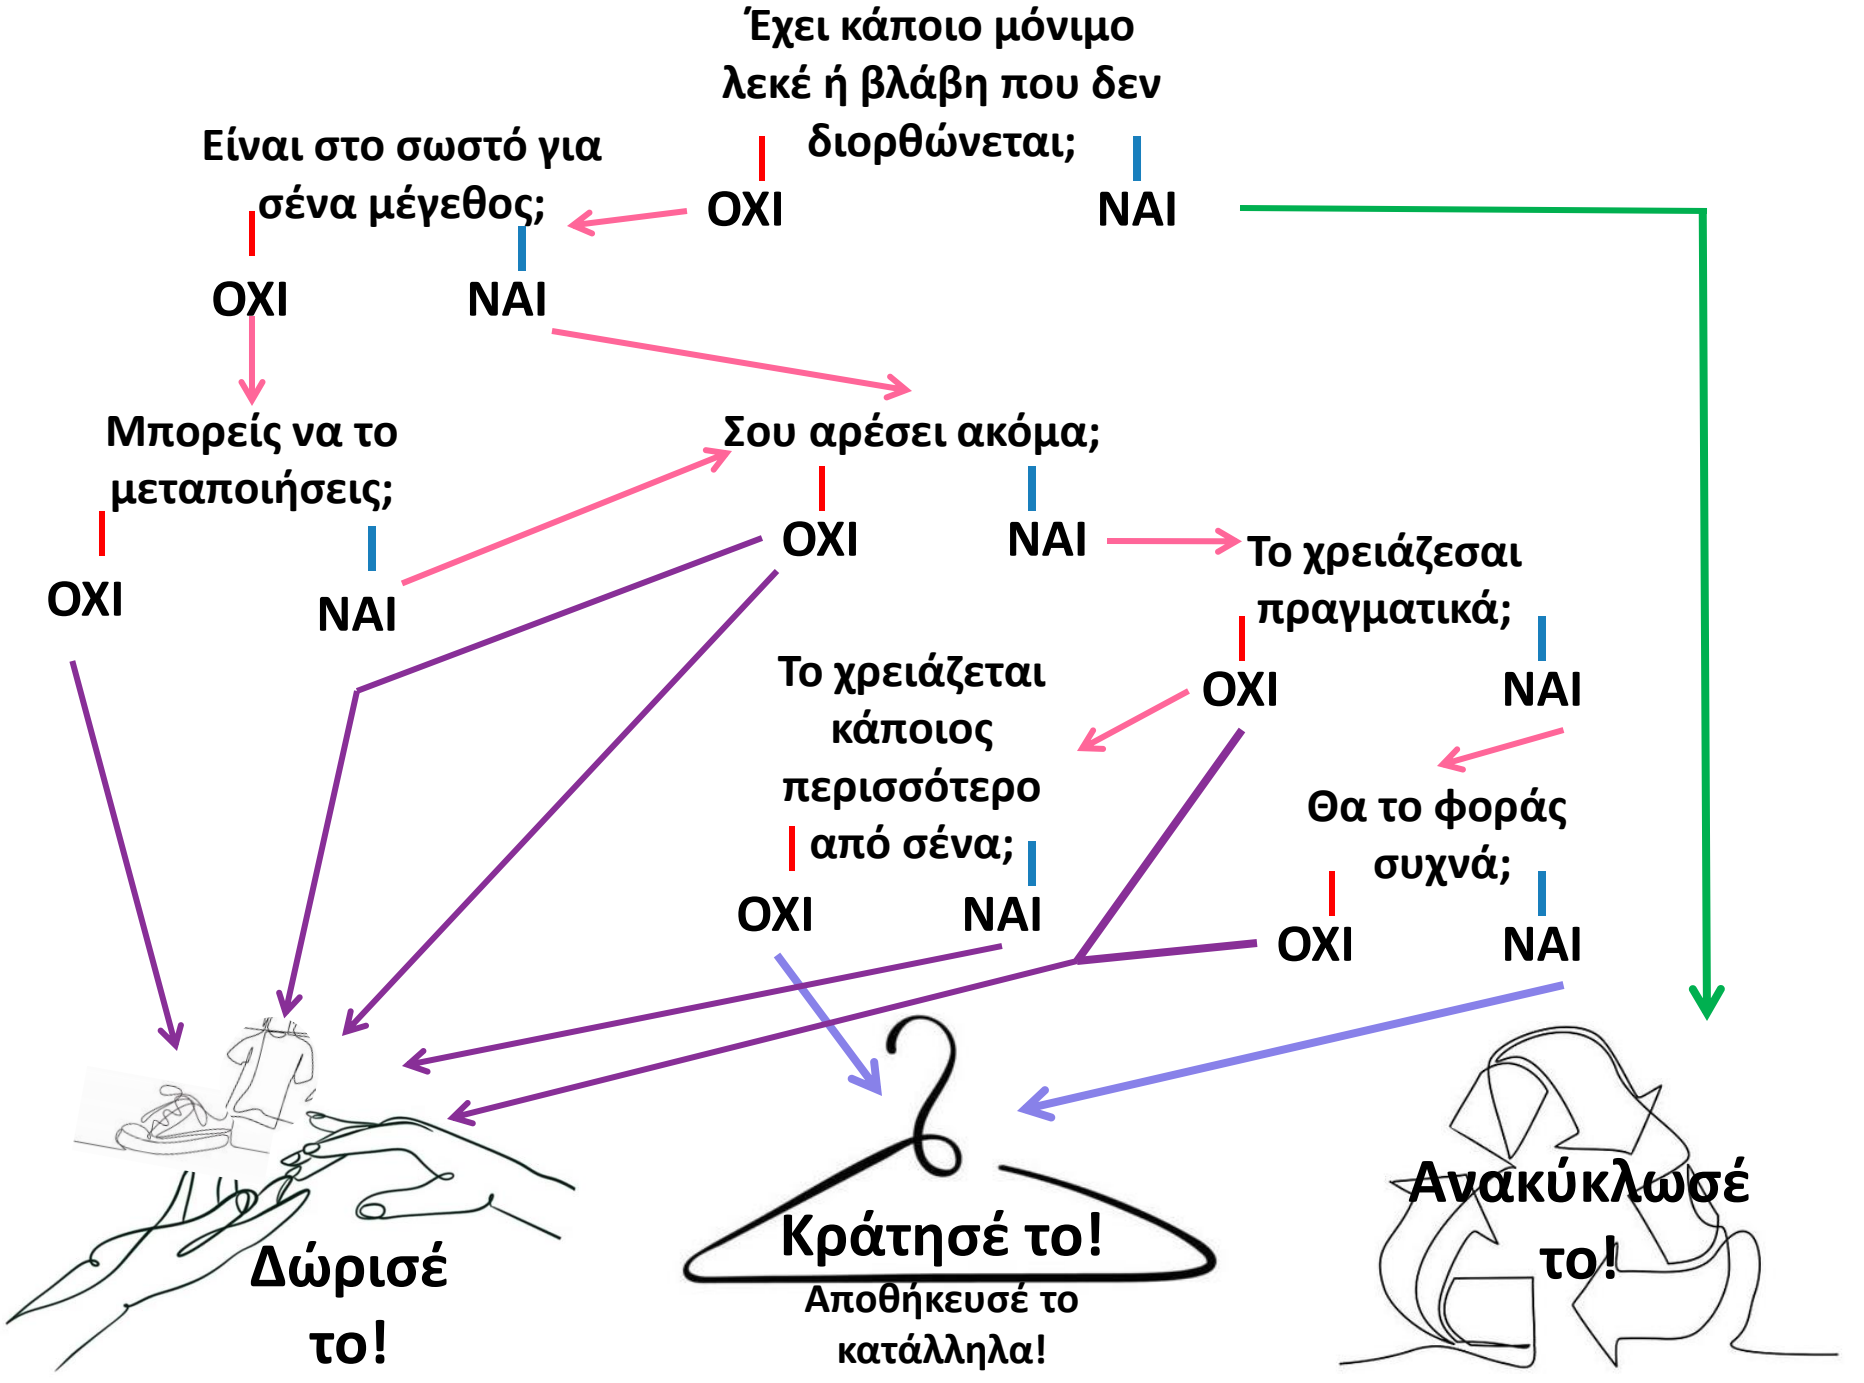 Έχει κάποιο μόνιμο
λεκέ ή βλάβη που δεν
διορθώνεται;
ΟΧΙ
ΝΑΙ
Είναι στο σωστό για
σένα μέγεθος;
ΟΧΙ
ΝΑΙ
Μπορείς να το
μεταποιήσεις;
ΟΧΙ
ΝΑΙ
Σου αρέσει ακόμα;
ΟΧΙ
ΝΑΙ
Το χρειάζεσαι
πραγματικά;
ΟΧΙ
ΝΑΙ
Το χρειάζεται
κάποιος
περισσότερο
από σένα;
ΟΧΙ
ΝΑΙ
Θα το φοράς
συχνά;
ΟΧΙ
ΝΑΙ
Δώρισέ
το!
Κράτησέ το!
Αποθήκευσέ το
κατάλληλα!
Ανακύκλωσέ
το!